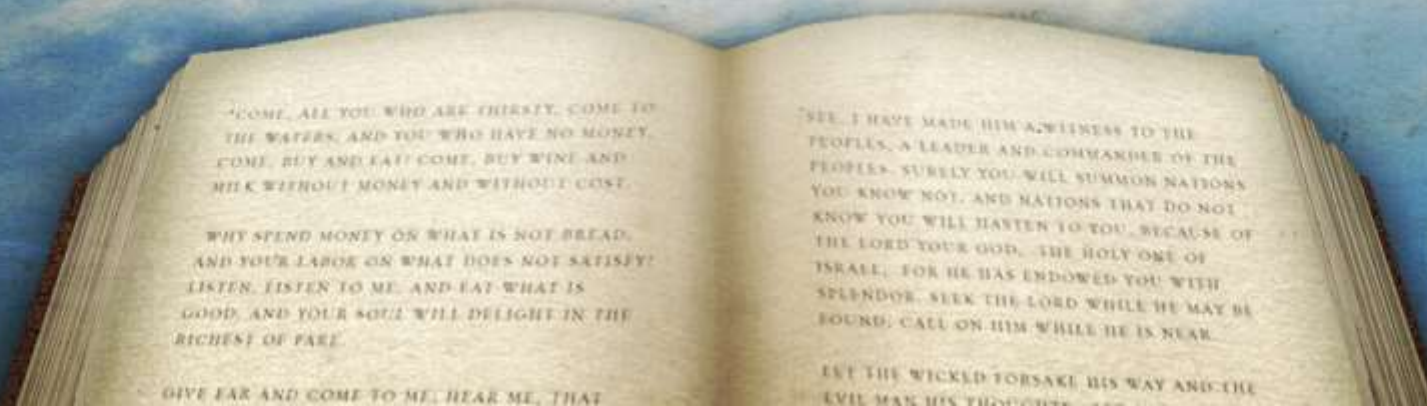 "COME, ALL YOU WHO ARE THIRSTY, COME TO
THE WATERS; AND YOU WHO HAVE NO MONEY,
COME, BUY AND EAT! COME, BUY WINE AND
MILK WITHOUT MONEY AND WITHOUT COST.
WHY SPEND MONEY ON WHAT IS NOT BREAD,
AND YOUR LABOR ON WHAT DOES NOT SATISFY?
LISTEN, LISTEN TO ME, AND EAT WHAT IS
GOOD, AND YOUR SOUL WILL DELIGHT IN THE
RICHEST OF FARE.
GIVE EAR AND COME TO ME; HEAR ME, THAT
"SEE, I HAVE MADE HIM A WITNESS TO THE
PEOPLES, A LEADER AND COMMANDER OF THE
PEOPLES. SURELY YOU WILL SUMMON NATIONS
YOU KNOW NOT, AND NATIONS THAT DO NOT
KNOW YOU WILL HASTEN TO YOU, BECAUSE OF
THE LORD YOUR GOD, THE HOLY ONE OF
ISRAEL, FOR HE HAS ENDOWED YOU WITH
SPLENDOR. SEEK THE LORD WHILE HE MAY BE
FOUND; CALL ON HIM WHILE HE IS NEAR.
LET THE WICKED FORSAKE HIS WAY AND THE
EVIL MAN HIS THOUGHTS.